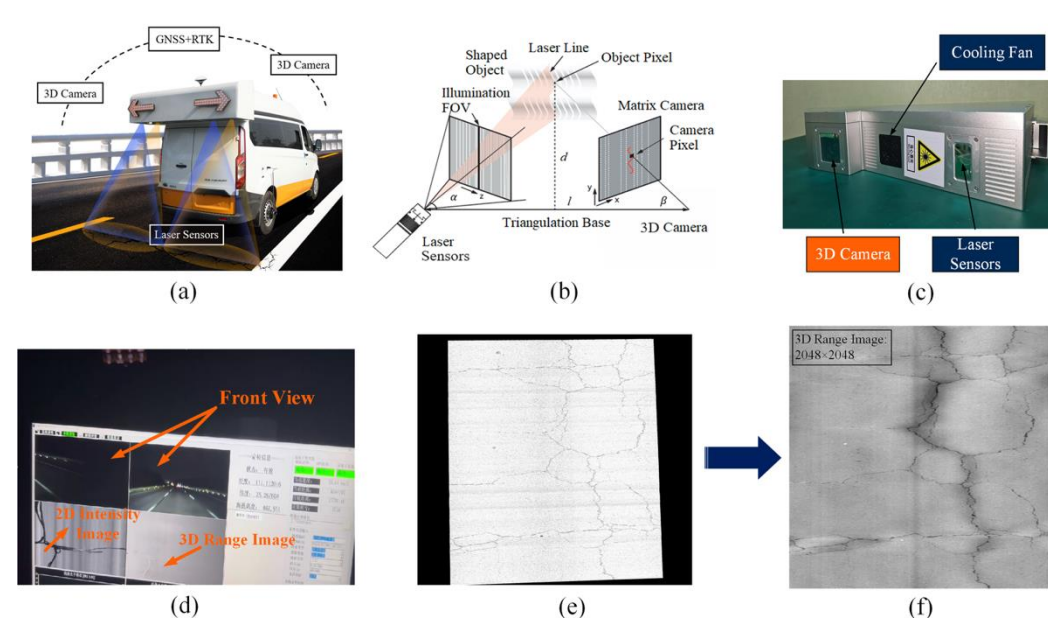 GNSS+RTK
3D Camera
3D Camera
Laser Sensors
(a)
Laser Line
Shaped
Object
Object Pixel
Illumination
FOV
Matrix Camera
Camera
Pixel
d
α
z
l
y
x
β
Triangulation Base
3D Camera
Laser
Sensors
(b)
Cooling Fan
3D Camera
Laser
Sensors
(c)
Front View
2D Intensity
Image
3D Range Image
(d)
(e)
3D Range Image:
2048×2048
(f)